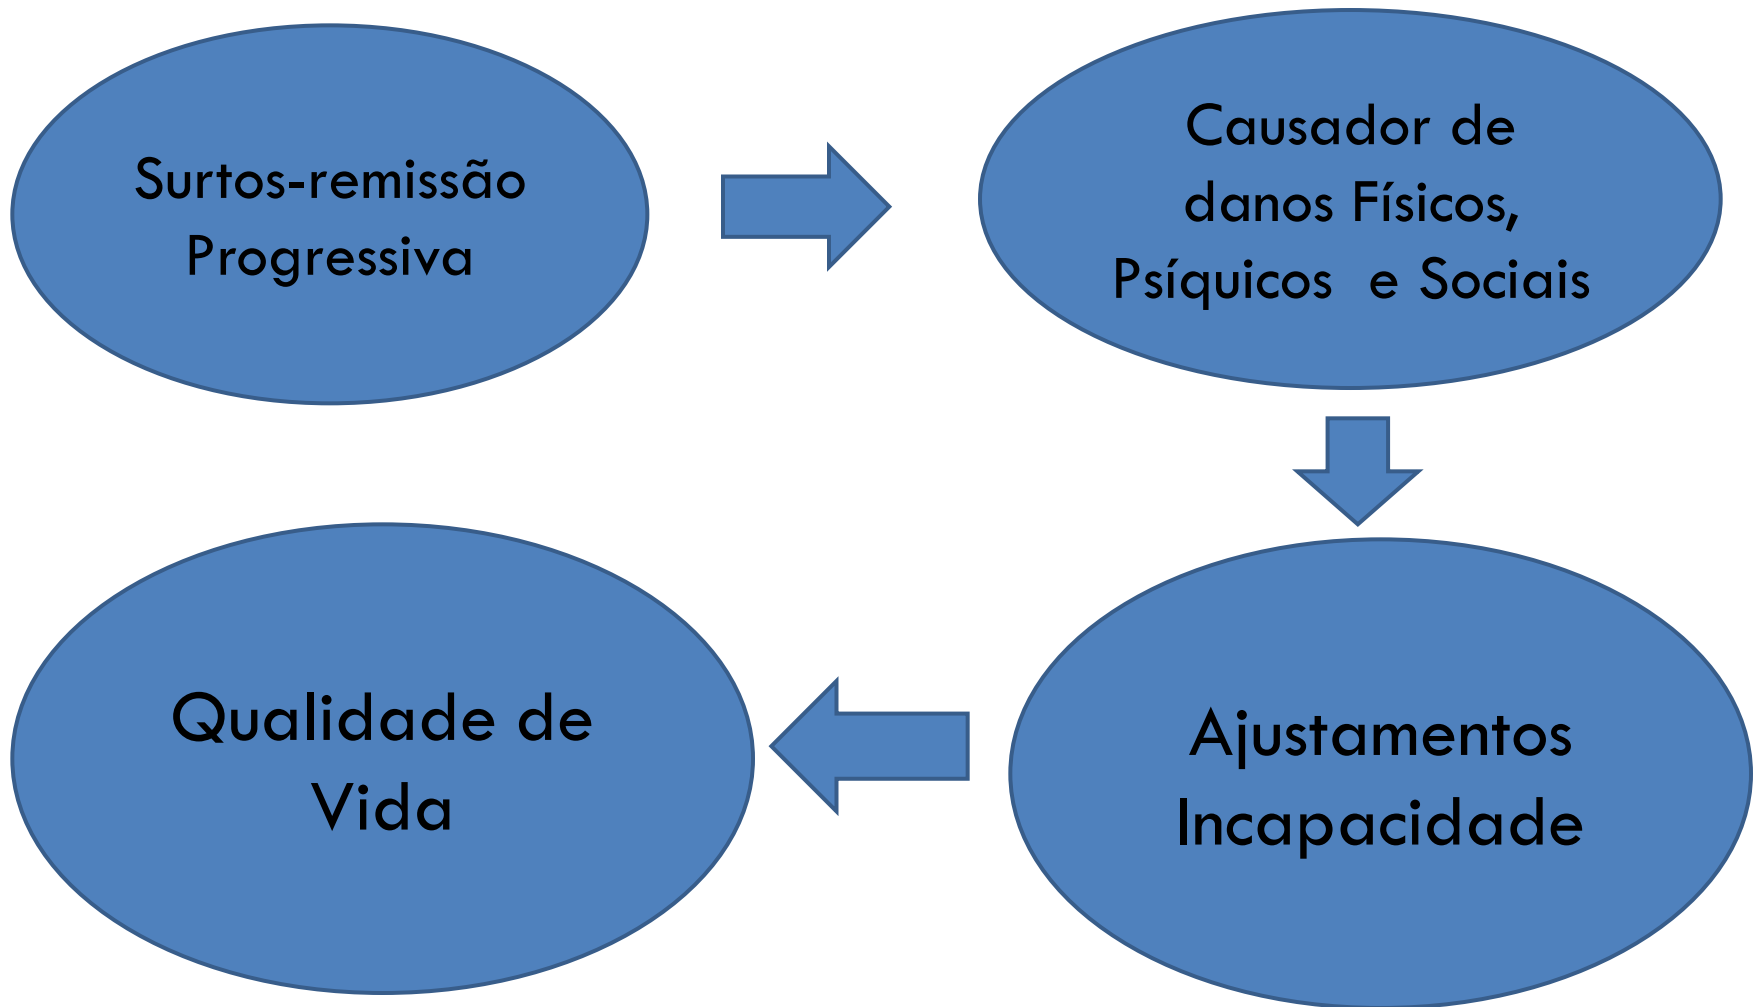 Surtos-remissão
Progressiva
Causador de
danos Físicos,
Psíquicos e Sociais
Ajustamentos
Incapacidade
Qualidade de
Vida